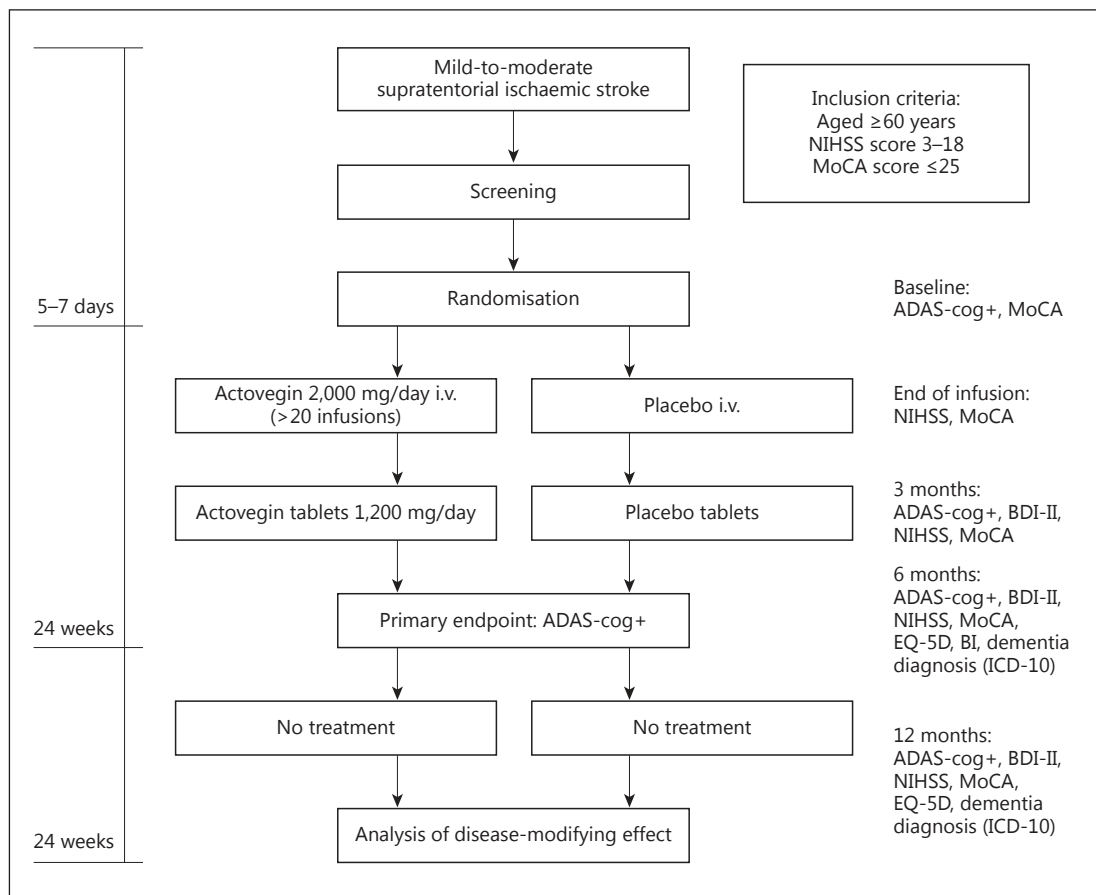 Mild-to-moderate
supratentorial ischaemic stroke
Inclusion criteria:
Aged ≥60 years
NIHSS score 3–18
MoCA score ≤25
Screening
Randomisation
5–7 days
Baseline:
ADAS-cog+, MoCA
Actovegin 2,000 mg/day i.v.
(>20 infusions)
Placebo i.v.
End of infusion:
NIHSS, MoCA
Actovegin tablets 1,200 mg/day
Placebo tablets
3 months:
ADAS-cog+, BDI-II,
NIHSS, MoCA
Primary endpoint: ADAS-cog+
24 weeks
6 months:
ADAS-cog+, BDI-II,
NIHSS, MoCA,
EQ-5D, BI, dementia
diagnosis (ICD-10)
No treatment
No treatment
12 months:
ADAS-cog+, BDI-II,
NIHSS, MoCA,
EQ-5D, dementia
diagnosis (ICD-10)
Analysis of disease-modifying effect
24 weeks